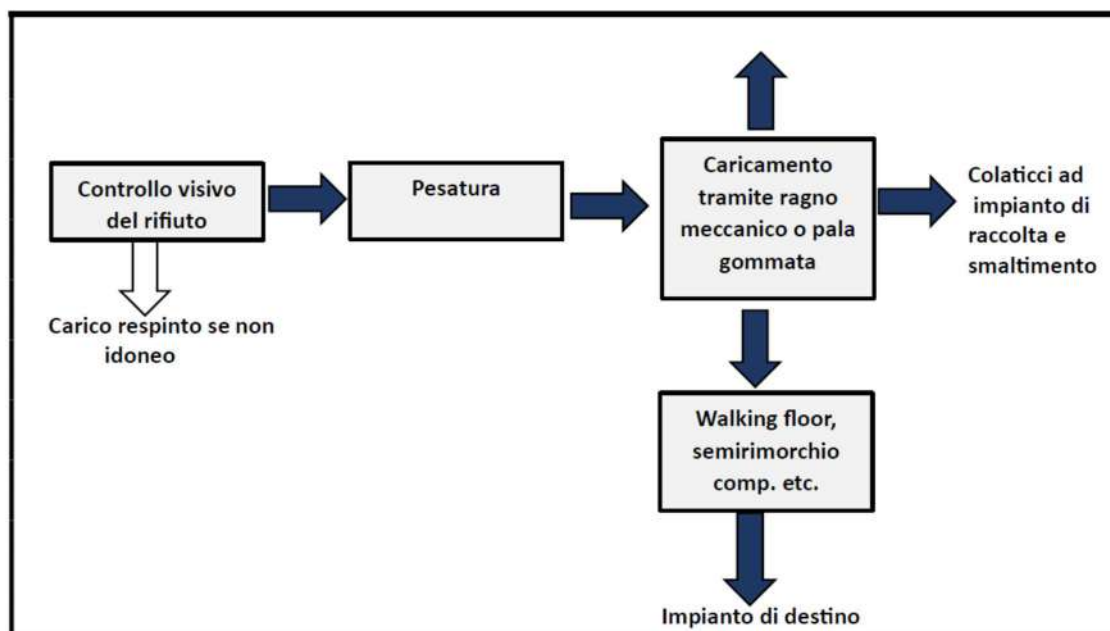 Controllo visivo
del rifiuto
Pesatura
Caricamento
tramite ragno
meccanico o pala
gommata
Colaticci ad
impianto di
raccolta e
smaltimento
Carico respinto se non
idoneo
Walking floor,
semirimorchio
comp. etc.
Impianto di destino